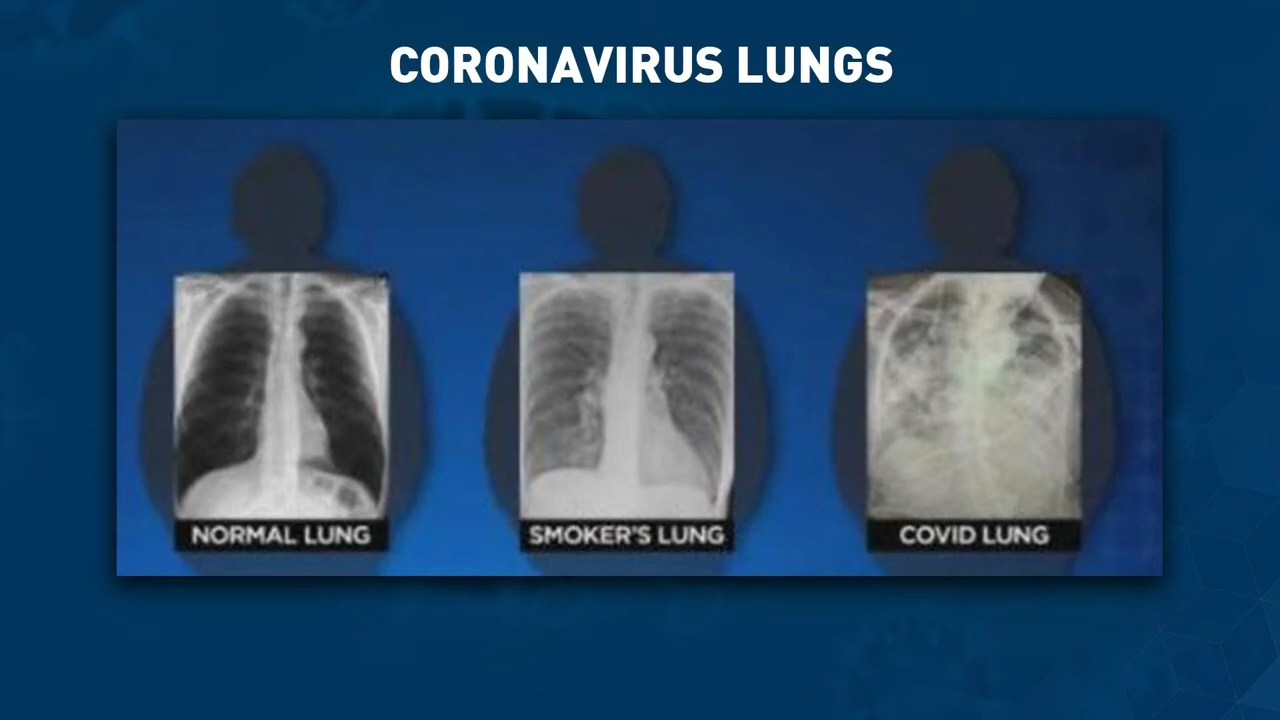 CORONAVIRUS LUNGS
NORMAL LUNG
SMOKER'S LUNG
COVID LUNG